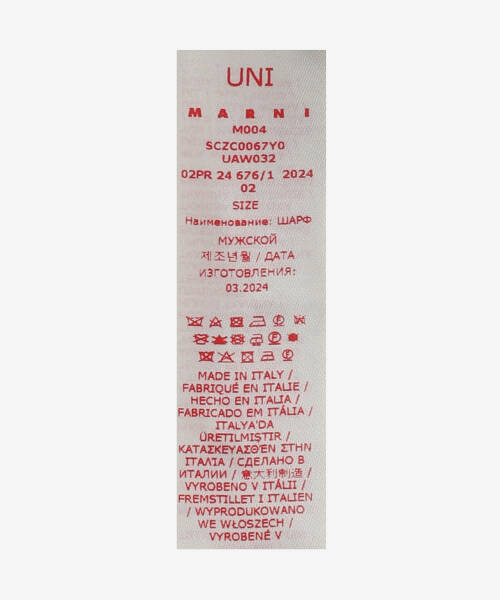 UNI
MARNI
M004
SCZC0067Y0
UAW032
02PR 24 676/1 2024
02
SIZE
Наименование: ШАРФ
МУЖСКОЙ
제조년월 / ДАТА
ИЗГОТОВЛЕНИЯ:
03.2024
MADE IN ITALY /
FABRIQUÉ EN ITALIE /
HECHO EN ITALIA /
FABRICADO EM ITÁLIA /
ITALYA'DA
ÜRETILMIŞTIR /
ΚΑΤΑΣΚΕΥΑΣΘΈΝ ΣΤΗΝ
ΙΤΑΛΊΑ / СДЕЛАНО В
ИТАЛИИ / 意大利制造 /
VYROBENO V ITÁLII /
FREMSTILLET I ITALIEN
/ WYPRODUKOWANO
WE WŁOSZECH /
VYROBENÉ V